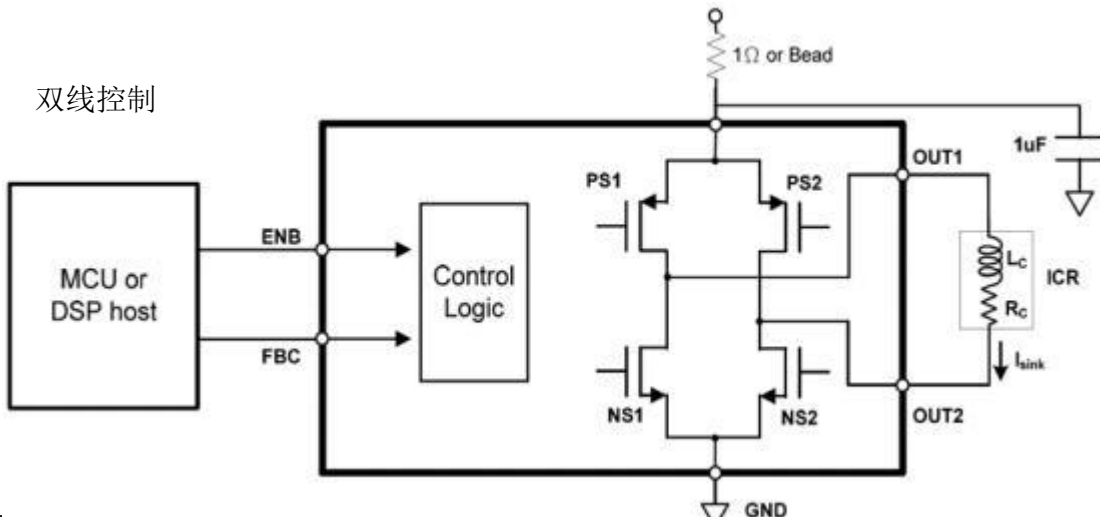 1Ω or Bead
双线控制
1uF
OUT1
PS1
PS2
ENB
MCU or
DSP host
Control
Logic
LC
ICR
RC
FBC
Isink
NS1
NS2
OUT2
GND